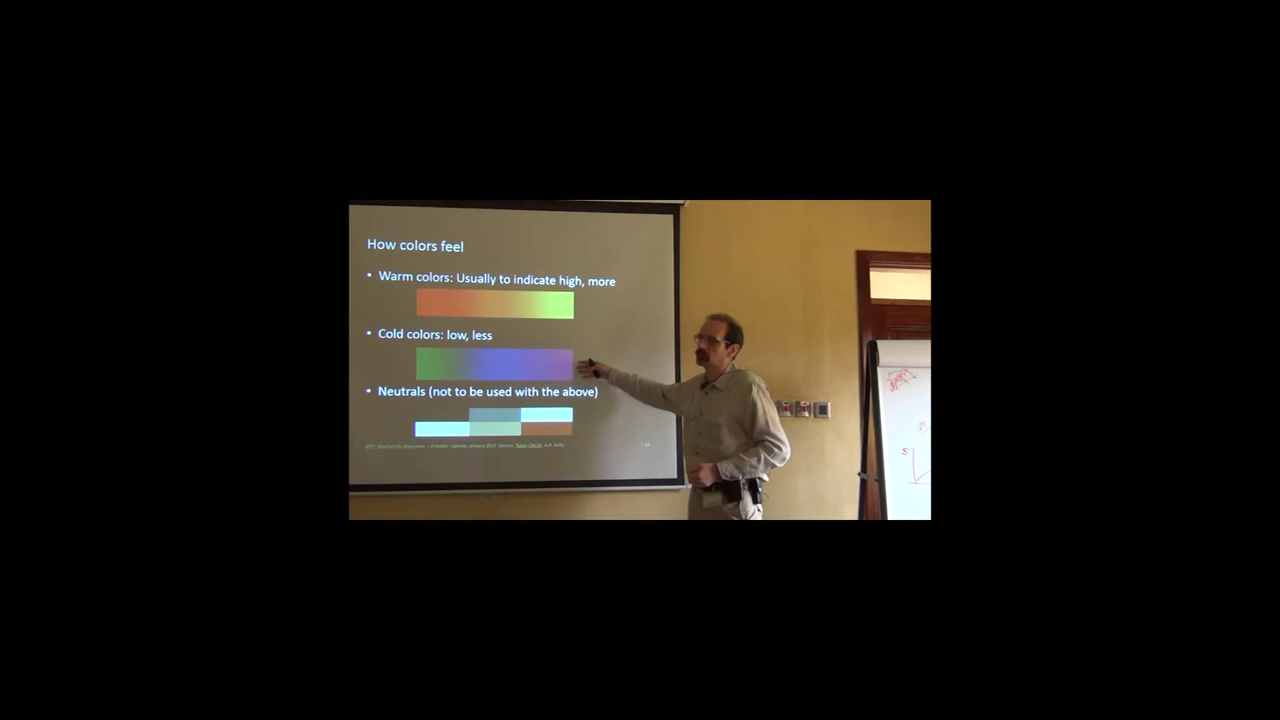 How colors feel
• Warm colors: Usually to indicate high, more
• Cold colors: low, less
• Neutrals (not to be used with the above)